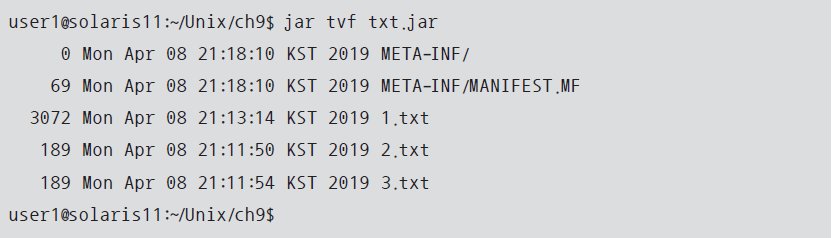 user1@solaris11:~/Unix/ch9$ jar tvf txt.jar
0 Mon Apr 08 21:18:10 KST 2019 META-INF/
69 Mon Apr 08 21:18:10 KST 2019 META-INF/MANIFEST.MF
3072 Mon Apr 08 21:13:14 KST 2019 1.txt
189 Mon Apr 08 21:11:50 KST 2019 2.txt
189 Mon Apr 08 21:11:54 KST 2019 3.txt
user1@solaris11:~/Unix/ch9$